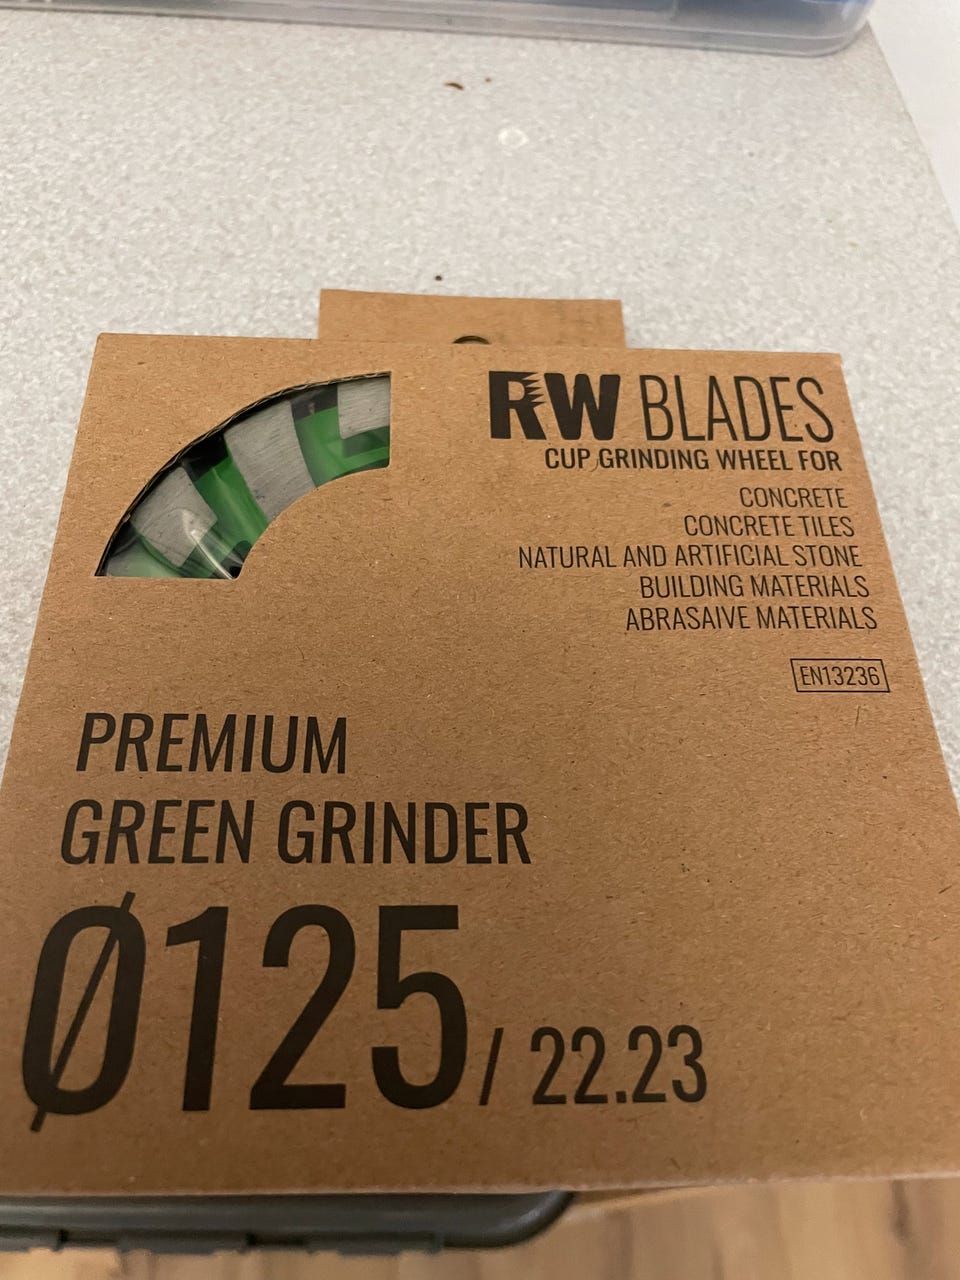 RW BLADES
CUP GRINDING WHEEL FOR
CONCRETE
CONCRETE TILES
NATURAL AND ARTIFICIAL STONE
BUILDING MATERIALS
ABRASAIVE MATERIALS
EN13236
PREMIUM
GREEN GRINDER
Ø125 / 22.23